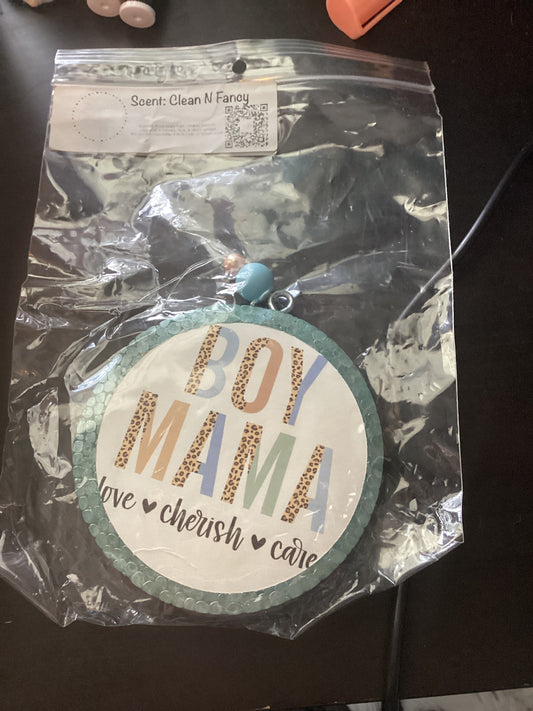 Scent: Clean N Fancy
BOY
MAMA
love ♥ cherish ♥ care